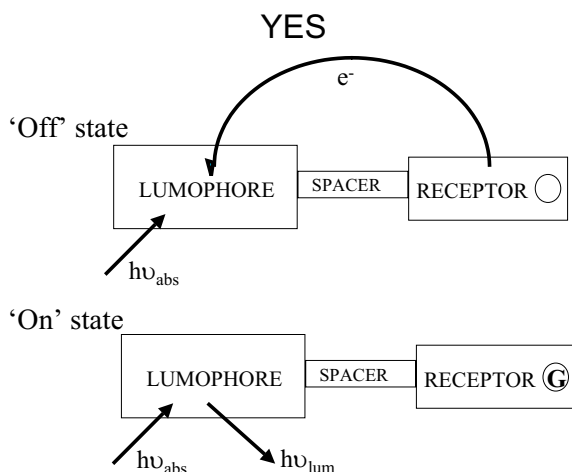 YES
e⁻
'Off' state
LUMOPHORE SPACER RECEPTOR
hυabs
'On' state
LUMOPHORE SPACER RECEPTOR G
hυabs hυlum